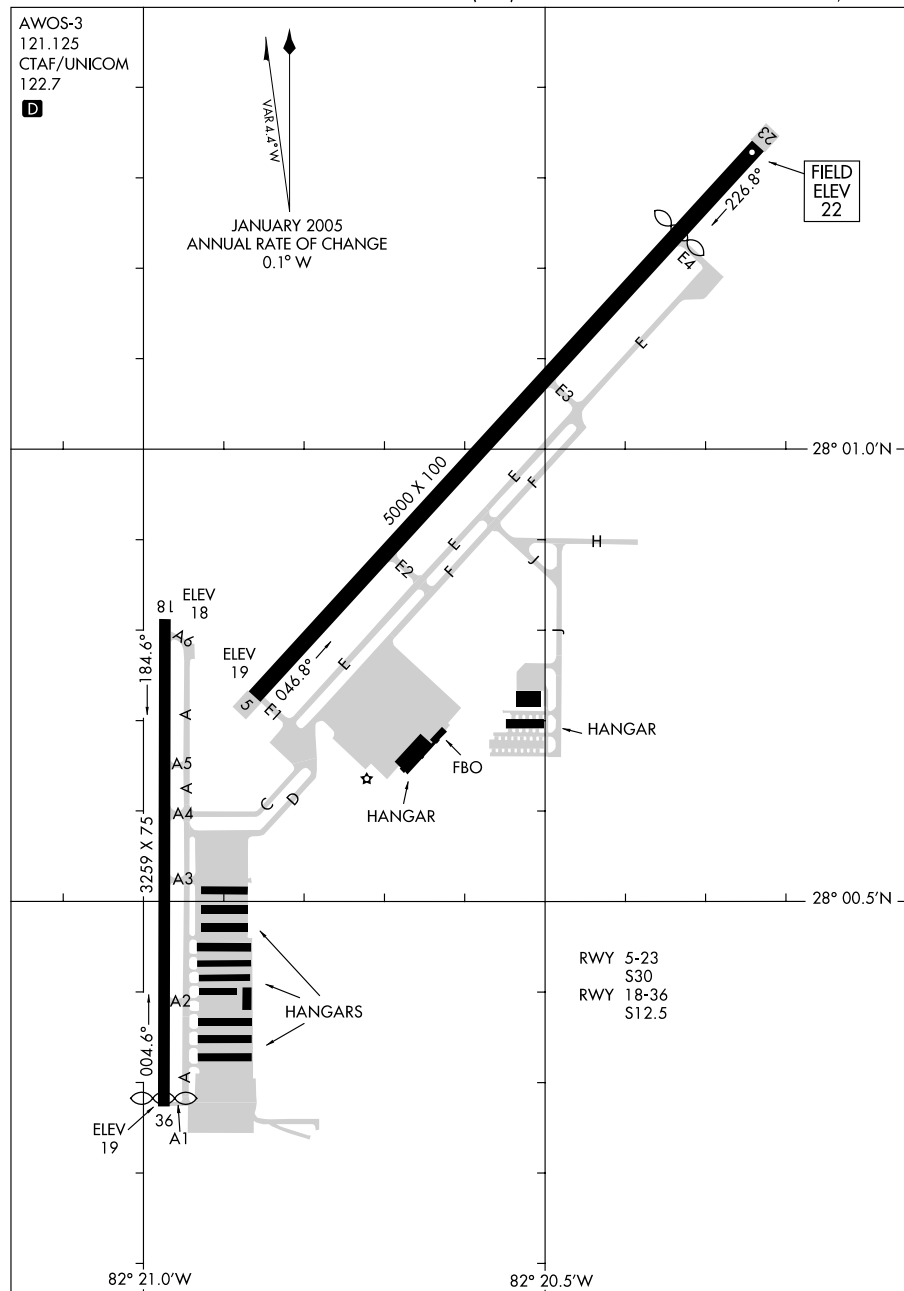 AWOS-3
121.125
CTAF/UNICOM
122.7
D
VAR 4.4° W
JANUARY 2005
ANNUAL RATE OF CHANGE
0.1° W
23
226.8°
FIELD
ELEV
22
E4
E
E3
28° 01.0'N
5000 X 100
E
F
E
F
E2
H
J
J
ELEV
18
18
A6
184.6°
ELEV
19
046.8°
E
5
E1
A
HANGAR
FBO
A5
A
C
D
A4
HANGAR
3259 X 75
A3
28° 00.5'N
RWY 5-23
S30
RWY 18-36
S12.5
A2
HANGARS
004.6°
A
ELEV
19
36
A1
82° 21.0'W
82° 20.5'W